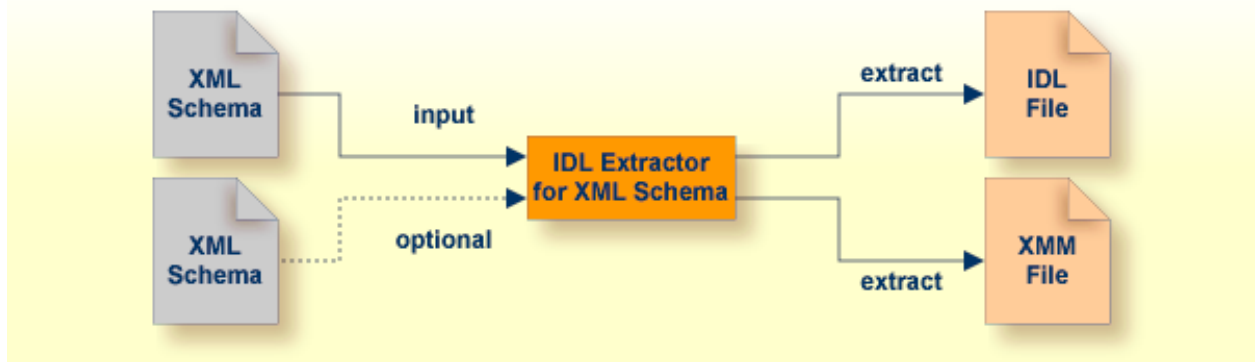 XML
Schema
input
XML
Schema
optional
IDL Extractor
for XML Schema
extract
IDL
File
extract
XMM
File